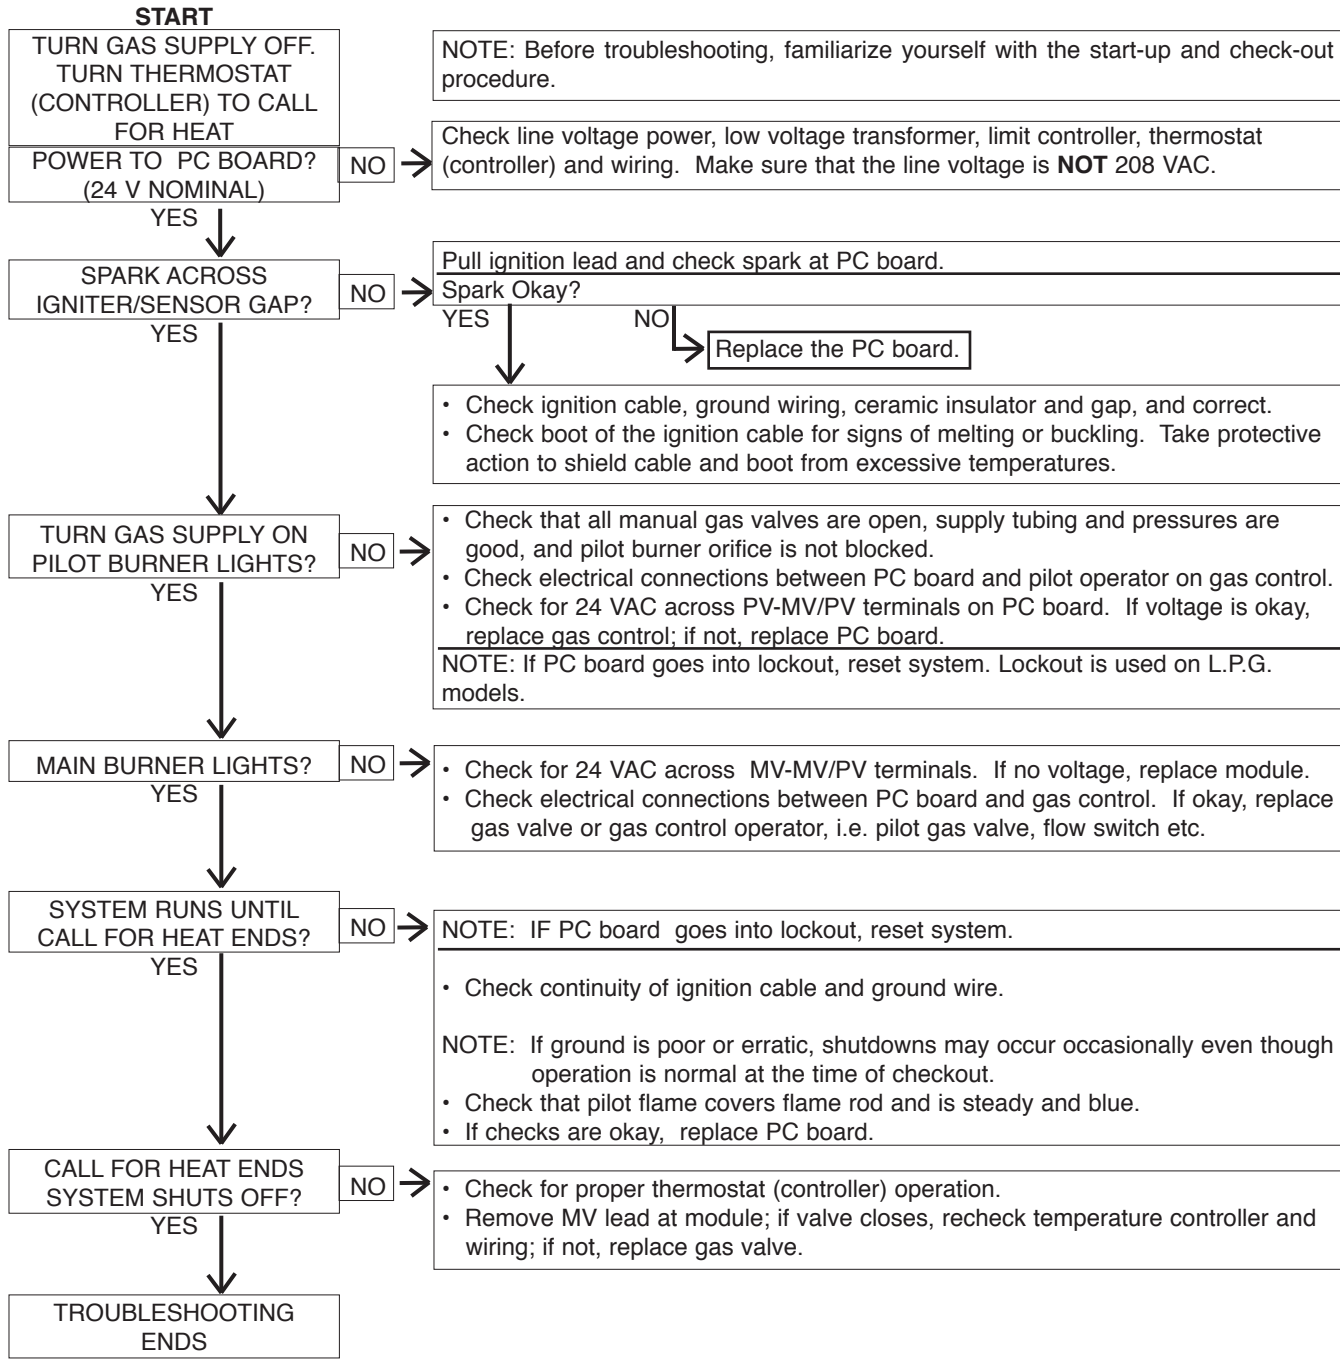 START
TURN GAS SUPPLY OFF.
TURN THERMOSTAT
(CONTROLLER) TO CALL
FOR HEAT
NOTE: Before troubleshooting, familiarize yourself with the start-up and check-out
procedure.
POWER TO PC BOARD?
(24 V NOMINAL)
NO
Check line voltage power, low voltage transformer, limit controller, thermostat
(controller) and wiring. Make sure that the line voltage is NOT 208 VAC.
YES
SPARK ACROSS
IGNITER/SENSOR GAP?
NO
Pull ignition lead and check spark at PC board.
Spark Okay?
YES
YES
NO
Replace the PC board.
• Check ignition cable, ground wiring, ceramic insulator and gap, and correct.
• Check boot of the ignition cable for signs of melting or buckling. Take protective
action to shield cable and boot from excessive temperatures.
TURN GAS SUPPLY ON
PILOT BURNER LIGHTS?
NO
• Check that all manual gas valves are open, supply tubing and pressures are
good, and pilot burner orifice is not blocked.
• Check electrical connections between PC board and pilot operator on gas control.
• Check for 24 VAC across PV-MV/PV terminals on PC board. If voltage is okay,
replace gas control; if not, replace PC board.
NOTE: If PC board goes into lockout, reset system. Lockout is used on L.P.G.
models.
YES
MAIN BURNER LIGHTS?
NO
• Check for 24 VAC across MV-MV/PV terminals. If no voltage, replace module.
• Check electrical connections between PC board and gas control. If okay, replace
gas valve or gas control operator, i.e. pilot gas valve, flow switch etc.
YES
SYSTEM RUNS UNTIL
CALL FOR HEAT ENDS?
NO
NOTE: IF PC board goes into lockout, reset system.
• Check continuity of ignition cable and ground wire.
NOTE: If ground is poor or erratic, shutdowns may occur occasionally even though
operation is normal at the time of checkout.
• Check that pilot flame covers flame rod and is steady and blue.
• If checks are okay, replace PC board.
YES
CALL FOR HEAT ENDS
SYSTEM SHUTS OFF?
NO
• Check for proper thermostat (controller) operation.
• Remove MV lead at module; if valve closes, recheck temperature controller and
wiring; if not, replace gas valve.
YES
TROUBLESHOOTING
ENDS